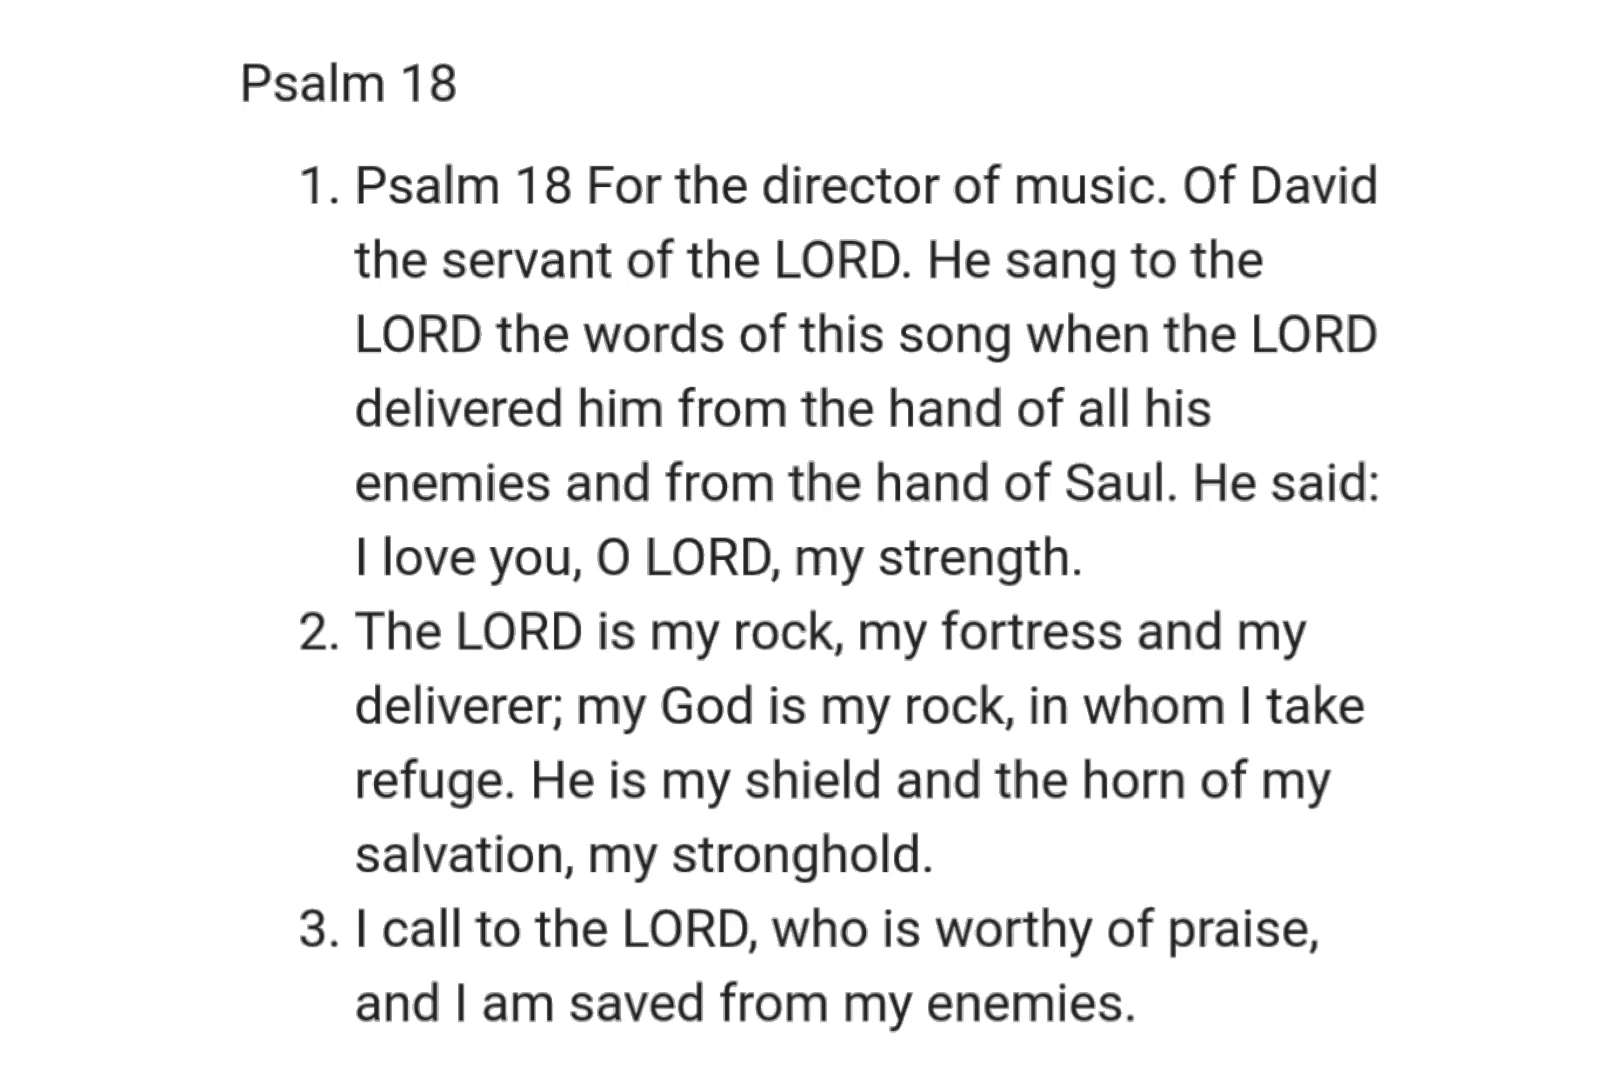 Psalm 18
1. Psalm 18 For the director of music. Of David
the servant of the LORD. He sang to the
LORD the words of this song when the LORD
delivered him from the hand of all his
enemies and from the hand of Saul. He said:
I love you, O LORD, my strength.
2. The LORD is my rock, my fortress and my
deliverer; my God is my rock, in whom I take
refuge. He is my shield and the horn of my
salvation, my stronghold.
3. I call to the LORD, who is worthy of praise,
and I am saved from my enemies.